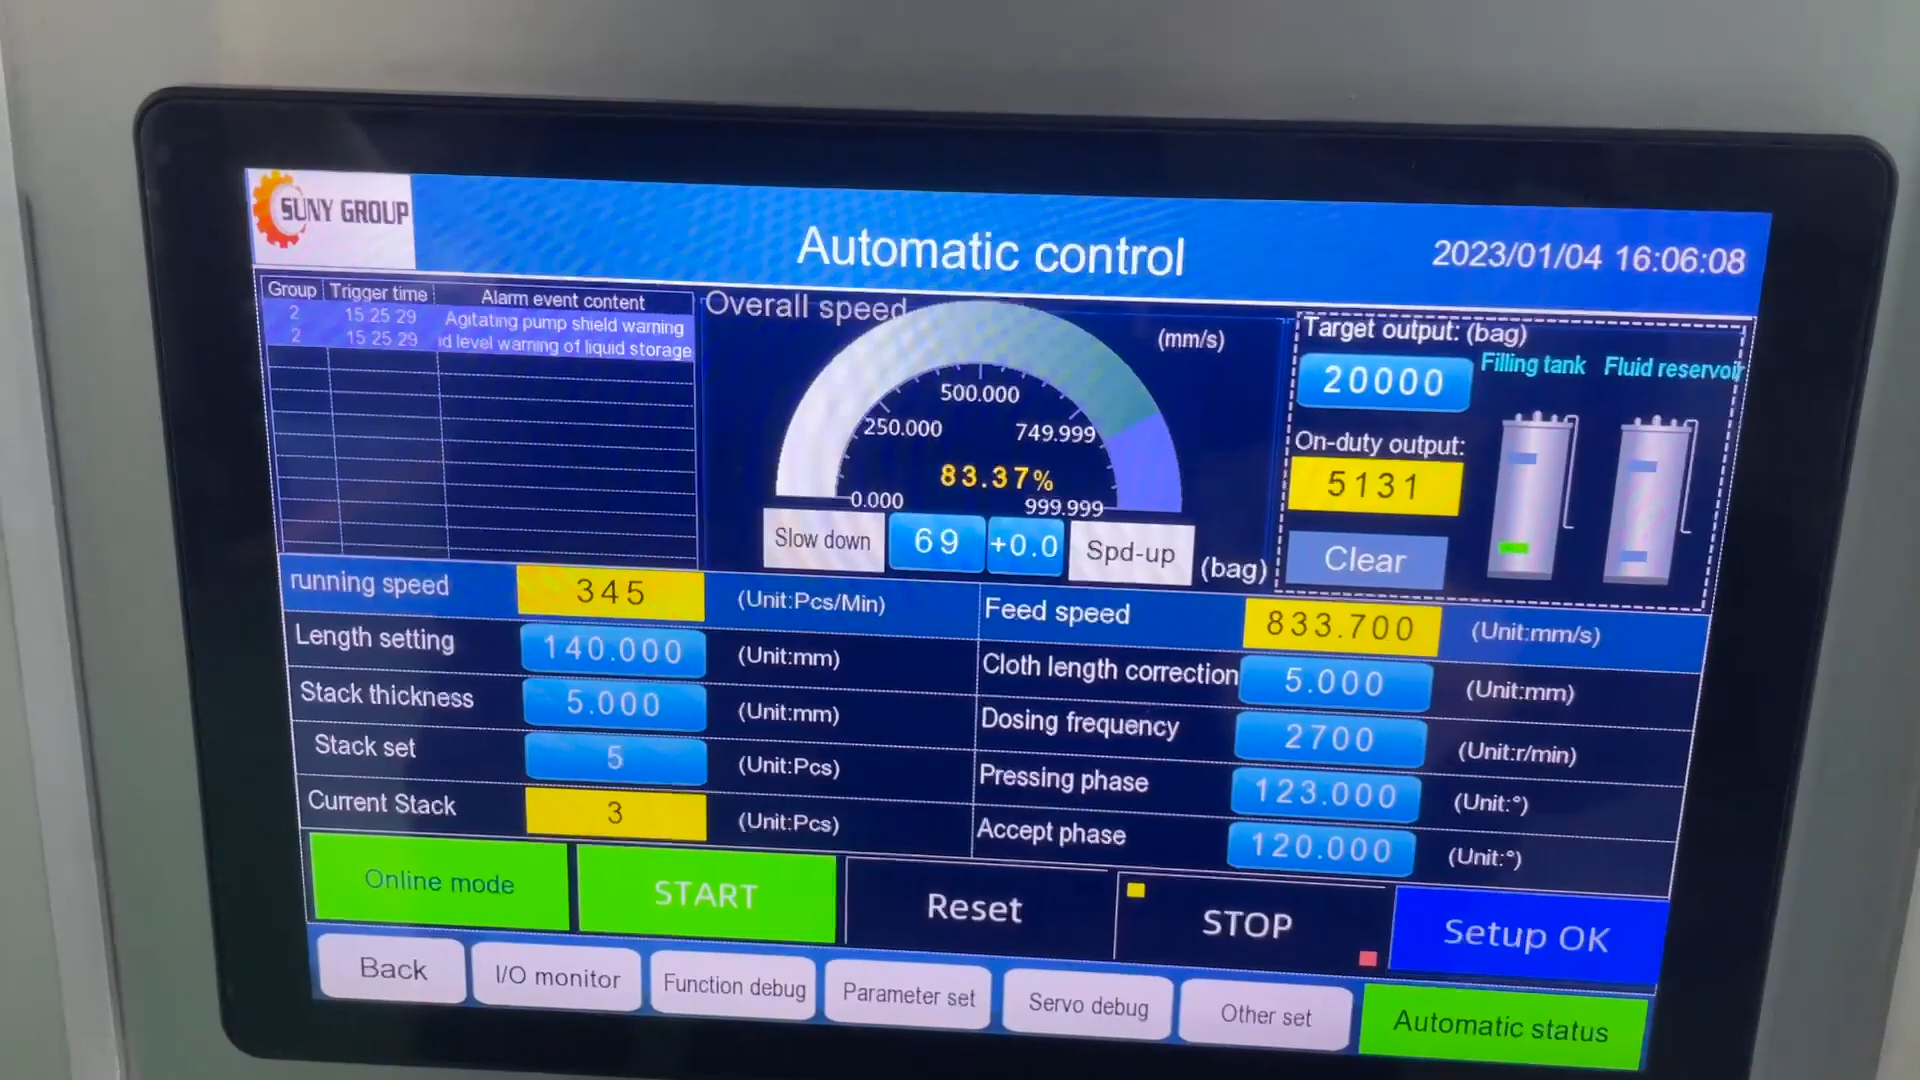 SUNY GROUP
Automatic control
2023/01/04 16:06:08
Group Trigger time Alarm event content
2 15 25 29 Agitating pump shield warning
2 15 25 29 id level warning of liquid storage
Overall speed
(mm/s)
500.000
250.000
749.999
83.37%
0.000
999.999
Slow down
69
+0.0
Spd-up
(bag)
Target output: (bag)
20000
Filling tank
Fluid reservoir
On-duty output:
5131
Clear
running speed 345 (Unit:Pcs/Min)
Length setting 140.000 (Unit:mm)
Stack thickness 5.000 (Unit:mm)
Stack set 5 (Unit:Pcs)
Current Stack 3 (Unit:Pcs)
Feed speed 833.700 (Unit:mm/s)
Cloth length correction 5.000 (Unit:mm)
Dosing frequency 2700 (Unit:r/min)
Pressing phase 123.000 (Unit:°)
Accept phase 120.000 (Unit:°)
Online mode
START
Reset
STOP
Setup OK
Back
I/O monitor
Function debug
Parameter set
Servo debug
Other set
Automatic status